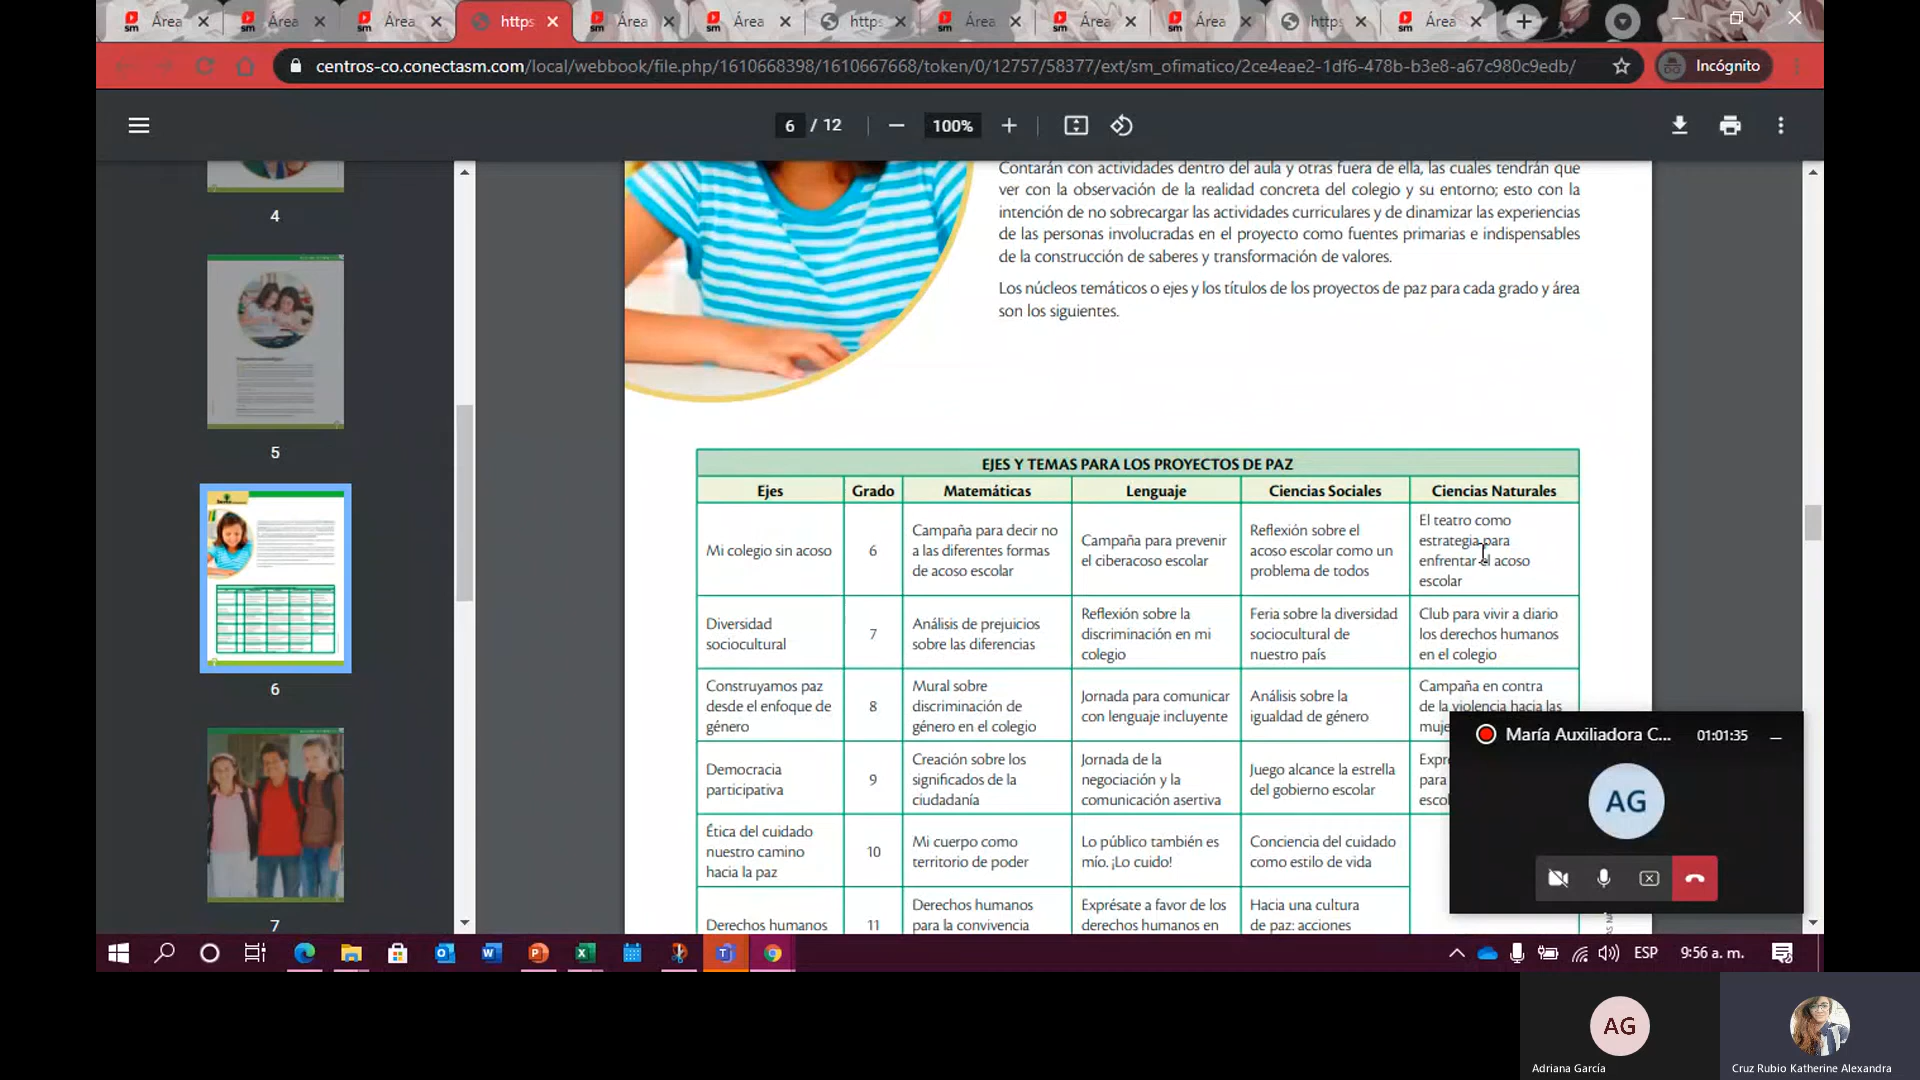 Área
Área
Área
https
Área
Área
https
Área
Área
Área
https
Área
centros-co.conectasm.com/local/webbook/file.php/1610668398/1610667668/token/0/12757/58377/ext/sm_ofimatico/2ce4eae2-1df6-478b-b3e8-a67c980c9edb/
Incógnito
6 / 12
100%
4
5
6
7
Contarán con actividades dentro del aula y otras fuera de ella, las cuales tendrán que
ver con la observación de la realidad concreta del colegio y su entorno; esto con la
intención de no sobrecargar las actividades curriculares y de dinamizar las experiencias
de las personas involucradas en el proyecto como fuentes primarias e indispensables
de la construcción de saberes y transformación de valores.
Los núcleos temáticos o ejes y los títulos de los proyectos de paz para cada grado y área
son los siguientes.
EJES Y TEMAS PARA LOS PROYECTOS DE PAZ
Ejes
Grado
Matemáticas
Lenguaje
Ciencias Sociales
Ciencias Naturales
Mi colegio sin acoso
6
Campaña para decir no
a las diferentes formas
de acoso escolar
Campaña para prevenir
el ciberacoso escolar
Reflexión sobre el
acoso escolar como un
problema de todos
El teatro como
estrategia para
enfrentar el acoso
escolar
Diversidad
sociocultural
7
Análisis de prejuicios
sobre las diferencias
Reflexión sobre la
discriminación en mi
colegio
Feria sobre la diversidad
sociocultural de
nuestro país
Club para vivir a diario
los derechos humanos
en el colegio
Construyamos paz
desde el enfoque de
género
8
Mural sobre
discriminación de
género en el colegio
Jornada para comunicar
con lenguaje incluyente
Análisis sobre la
igualdad de género
Campaña en contra
de la violencia hacia las
muje
Democracia
participativa
9
Creación sobre los
significados de la
ciudadanía
Jornada de la
negociación y la
comunicación asertiva
Juego alcance la estrella
del gobierno escolar
Expr
para
escol
Ética del cuidado
nuestro camino
hacia la paz
10
Mi cuerpo como
territorio de poder
Lo público también es
mío. ¡Lo cuido!
Conciencia del cuidado
como estilo de vida
Derechos humanos
11
Derechos humanos
para la convivencia
Exprésate a favor de los
derechos humanos en
Hacia una cultura
de paz: acciones
María Auxiliadora C...
01:01:35
AG
ESP
9:56 a. m.
AG
Adriana García
Cruz Rubio Katherine Alexandra